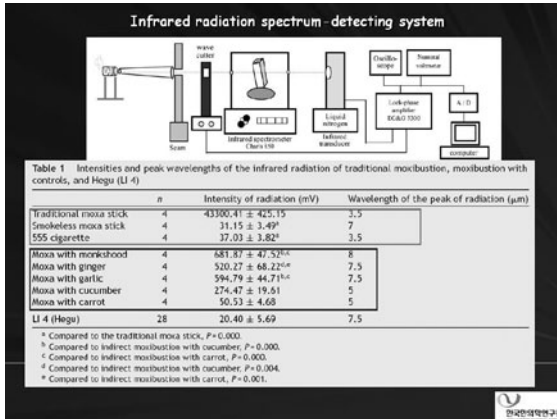 Infrared radiation spectrum-detecting system
wave
cutter
Oscillo-
scope
Nominal
voltmeter
Lock-phase
amplifier
EG&G 5200
A / D
computer
Liquid
nitrogen
Infrared
transducer
Infrared spectrometer
Seam
Table 1 Intensities and peak wavelengths of the infrared radiation of traditional moxibustion, moxibustion with
controls, and Hegu (LI 4)
n Intensity of radiation (mV) Wavelength of the peak of radiation (μm)
Traditional moxa stick 4 43300.41 ± 425.15 3.5
Smokeless moxa stick 4 31.15 ± 3.49ᵃ 7
555 cigarette 4 37.03 ± 3.82ᵃ 3.5
Moxa with monkshood 4 681.87 ± 47.52ᵇ,ᶜ 8
Moxa with ginger 4 520.27 ± 68.22ᵈ,ᵉ 7.5
Moxa with garlic 4 594.79 ± 44.71ᵇ,ᶜ 7.5
Moxa with cucumber 4 274.47 ± 19.61 5
Moxa with carrot 4 50.53 ± 4.68 5
LI 4 (Hegu) 28 20.40 ± 5.69 7.5
ᵃ Compared to the traditional moxa stick, P = 0.000.
ᵇ Compared to indirect moxibustion with cucumber, P = 0.000.
ᶜ Compared to indirect moxibustion with carrot, P = 0.000.
ᵈ Compared to indirect moxibustion with cucumber, P = 0.004.
ᵉ Compared to indirect moxibustion with carrot, P = 0.001.